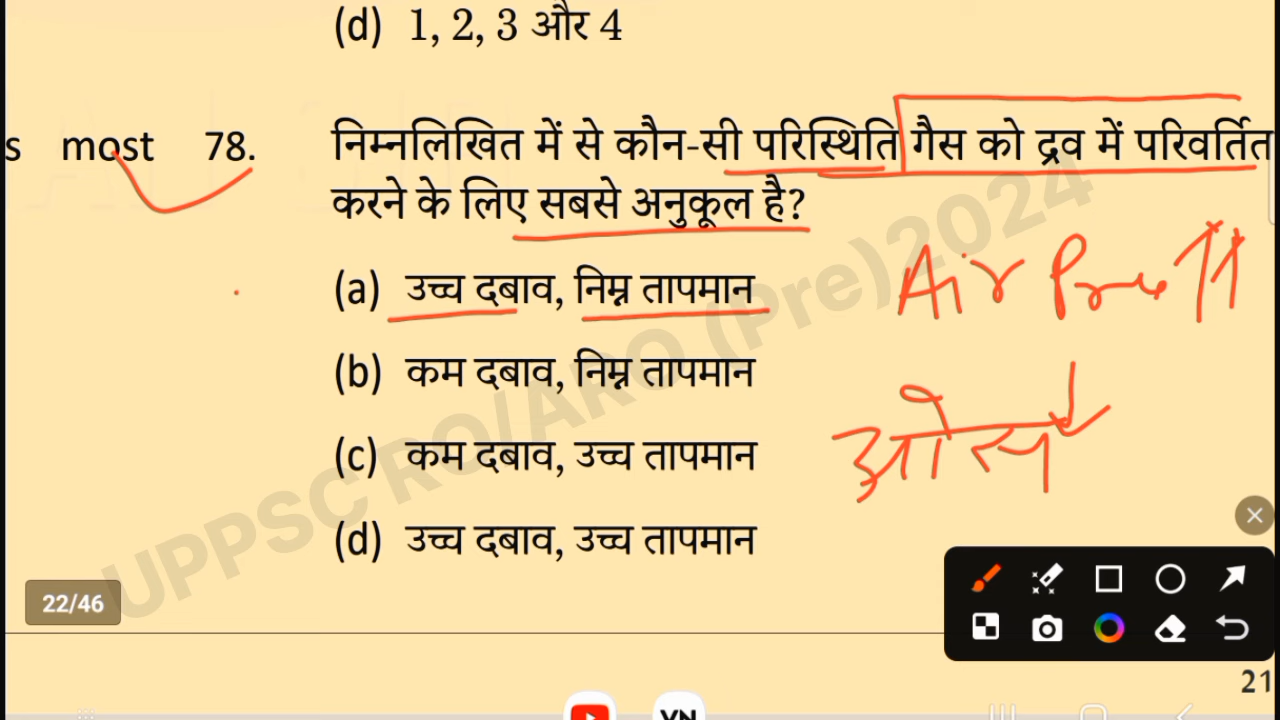 (d) 1, 2, 3 और 4
s most 78. निम्नलिखित में से कौन-सी परिस्थिति गैस को द्रव में परिवर्तित
करने के लिए सबसे अनुकूल है?
(a) उच्च दबाव, निम्न तापमान
Air
(b) कम दबाव, निम्न तापमान
(c) कम दबाव, उच्च तापमान
(d) उच्च दबाव, उच्च तापमान
UPPSC RO/ARO (Pre) 2024
22/46
21
VN